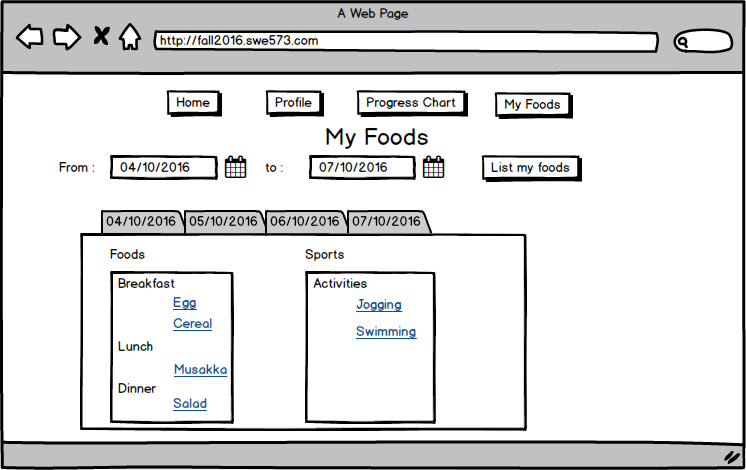 A Web Page
http://fall2016.swe573.com
Home Profile Progress Chart My Foods
My Foods
From : 04/10/2016 to : 07/10/2016 List my foods
04/10/2016 05/10/2016 06/10/2016 07/10/2016
Foods Sports
Breakfast Activities
Egg Jogging
Cereal Swimming
Lunch
Musakka
Dinner
Salad